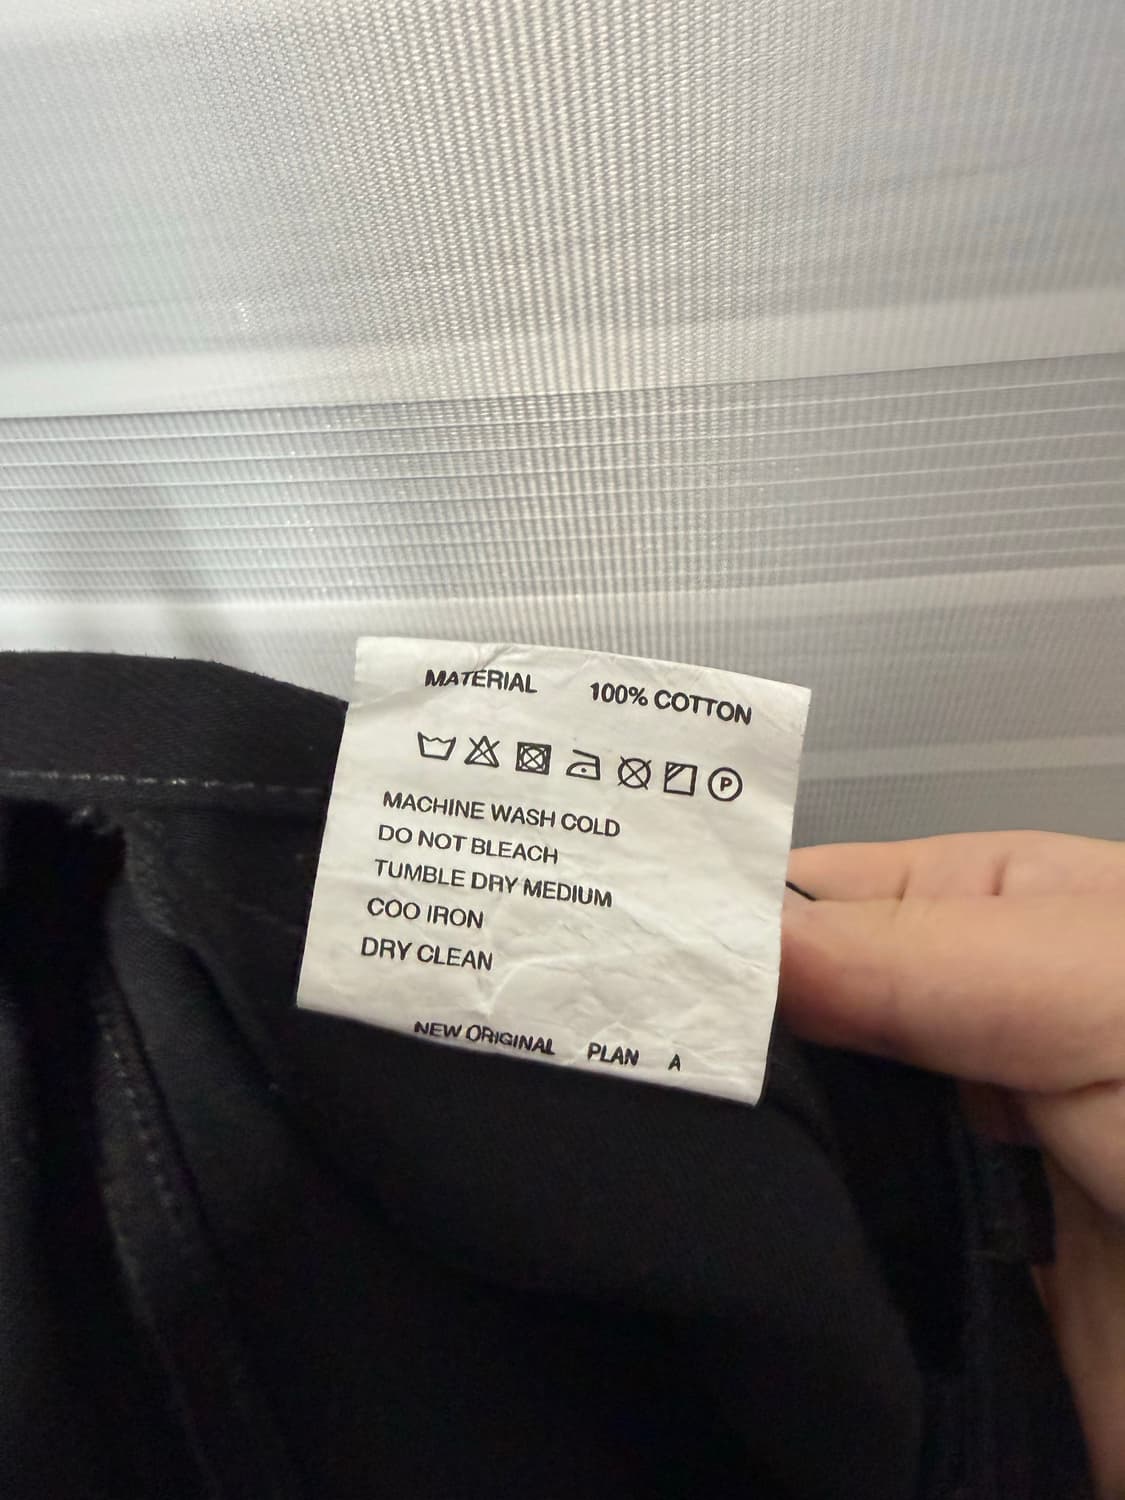 MATERIAL 100% COTTON
P
MACHINE WASH COLD
DO NOT BLEACH
TUMBLE DRY MEDIUM
COO IRON
DRY CLEAN
NEW ORIGINAL PLAN A